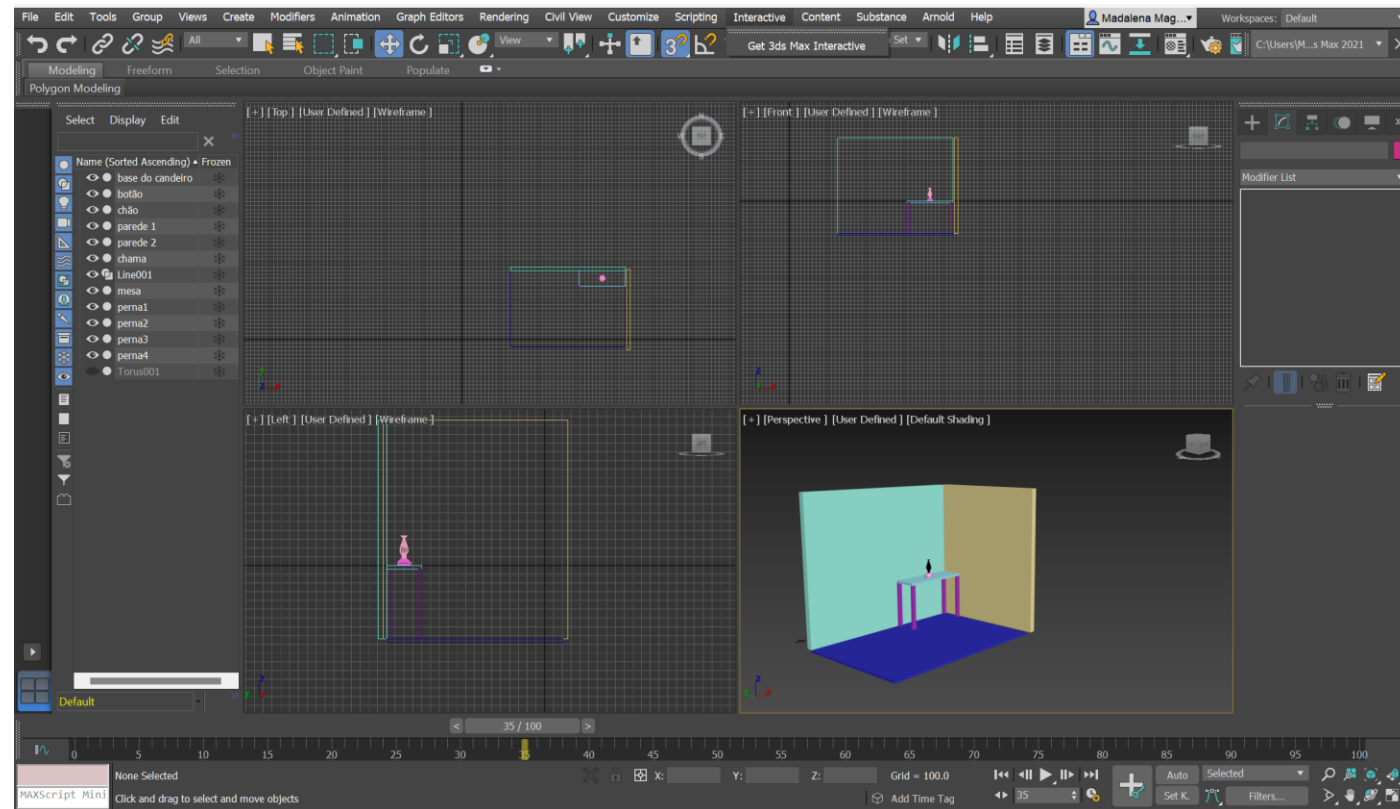 File Edit Tools Group Views Create Modifiers Animation Graph Editors Rendering Civil View Customize Scripting Interactive Content Substance Arnold Help Madalena Mag... Workspaces: Default
All View Get 3ds Max Interactive Set C:\Users\M...s Max 2021
Modeling Freeform Selection Object Paint Populate
Polygon Modeling
Select Display Edit
Name (Sorted Ascending) Frozen
base do candeiro
botão
chão
parede 1
parede 2
chama
Line001
mesa
perna1
perna2
perna3
perna4
Torus001
Default
[+] [Top ] [User Defined ] [Wireframe ]
[+] [Front ] [User Defined ] [Wireframe ]
[+] [Left ] [User Defined ] [Wireframe ]
[+] [Perspective ] [User Defined ] [Default Shading ]
Modifier List
< 35 / 100 >
0 5 10 15 20 25 30 35 40 45 50 55 60 65 70 75 80 85 90 95 100
None Selected X: Y: Z: Grid = 100.0 Auto Selected
MAXScript Mini Click and drag to select and move objects Add Time Tag 35 Set K. Filters...